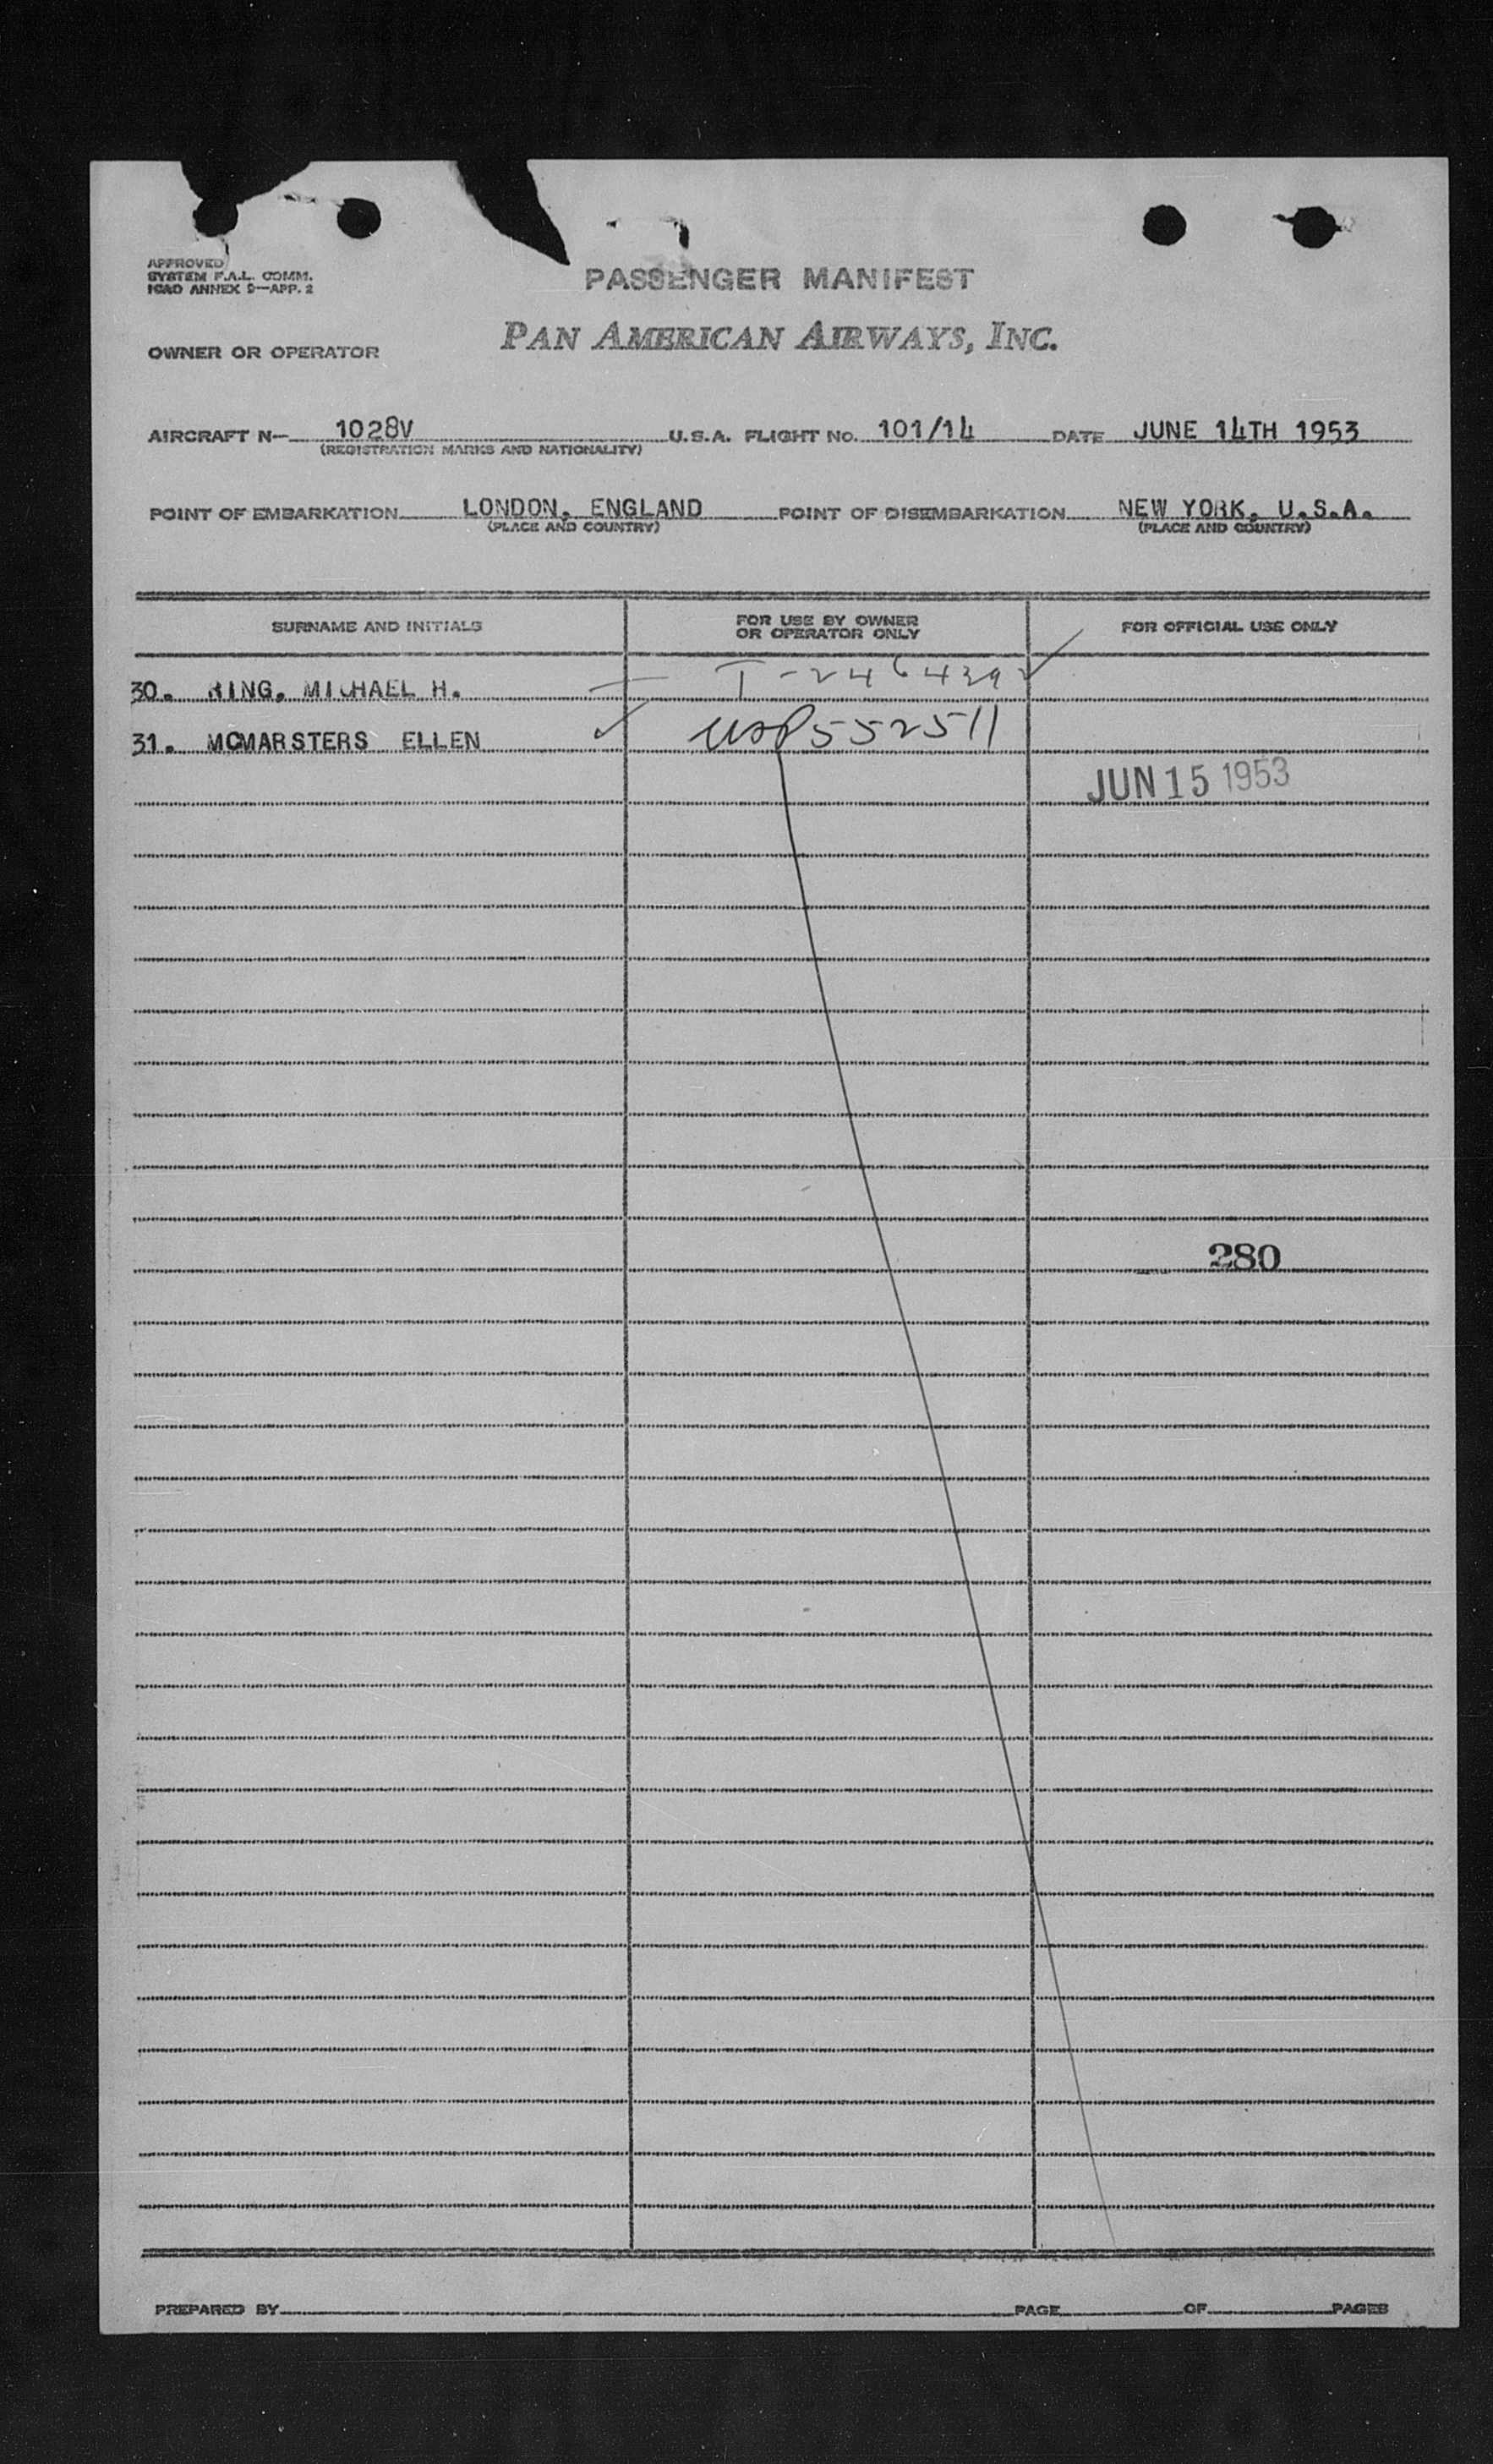 APPROVED
SYSTEM F.A.L. COMM.
ICAO ANNEX 9—APP. 2
PASSENGER MANIFEST
OWNER OR OPERATOR PAN AMERICAN AIRWAYS, INC.
AIRCRAFT N— 1028V U.S.A. FLIGHT NO. 101/14 DATE JUNE 14TH 1953
(REGISTRATION MARKS AND NATIONALITY)
POINT OF EMBARKATION LONDON, ENGLAND POINT OF DISEMBARKATION NEW YORK, U.S.A.
(PLACE AND COUNTRY) (PLACE AND COUNTRY)
SURNAME AND INITIALS FOR USE BY OWNER OR OPERATOR ONLY FOR OFFICIAL USE ONLY
30. RING, MICHAEL H. T-246429
31. MCMARSTERS ELLEN USP552511
JUN 15 1953
280
PREPARED BY PAGE OF PAGES